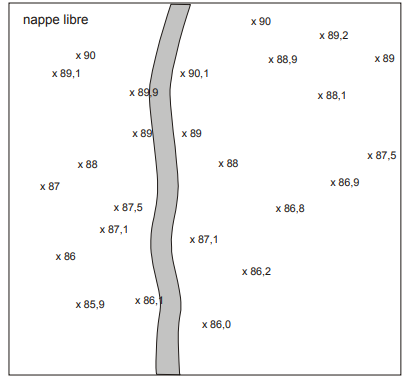 nappe libre
x 90
x 89,2
x 90
x 88,9
x 89
x 89,1
x 90,1
x 89,9
x 88,1
x 89
x 89
x 87,5
x 88
x 88
x 87
x 86,9
x 87,5
x 86,8
x 87,1
x 87,1
x 86
x 86,2
x 85,9
x 86,1
x 86,0